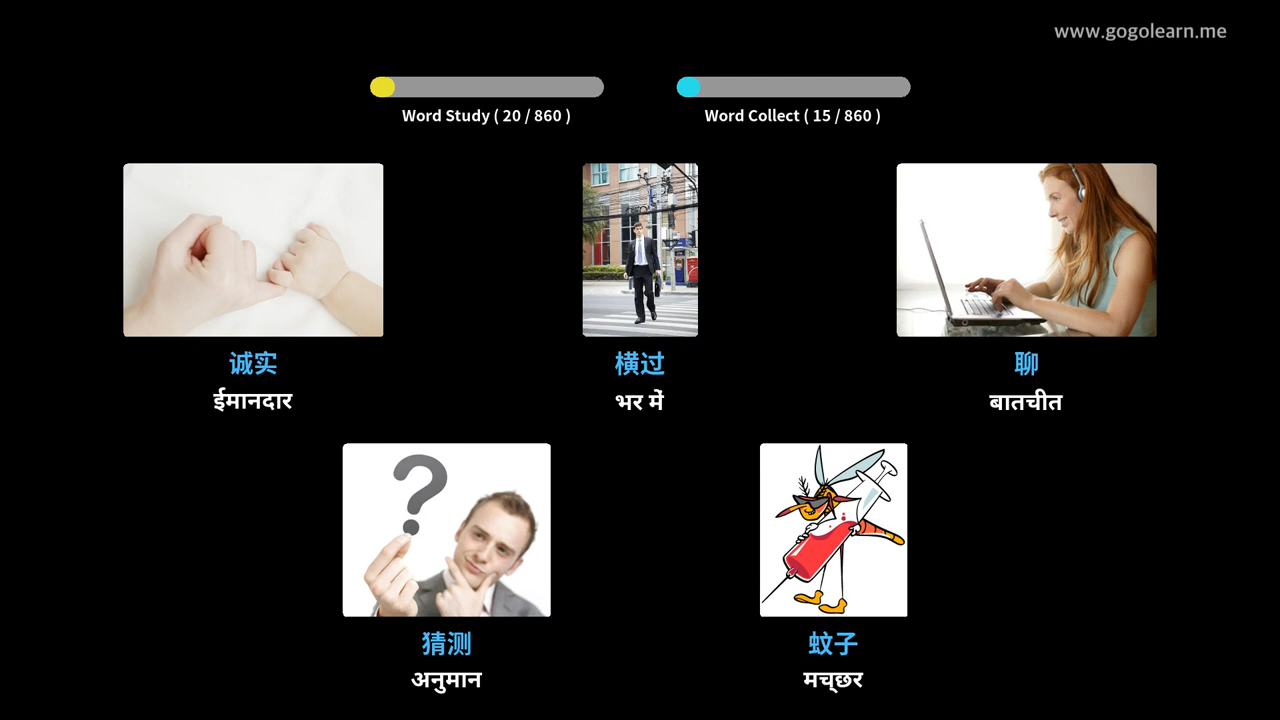 www.gogolearn.me
Word Study ( 20 / 860 )
Word Collect ( 15 / 860 )
诚实
ईमानदार
横过
भर में
聊
बातचीत
猜测
अनुमान
蚊子
मच्छर